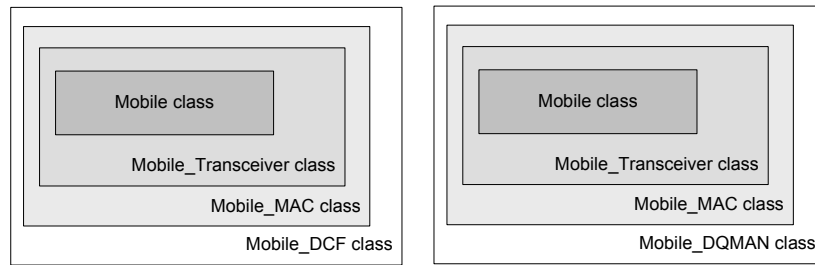 Mobile class
Mobile_Transceiver class
Mobile_MAC class
Mobile_DCF class
Mobile class
Mobile_Transceiver class
Mobile_MAC class
Mobile_DQMAN class